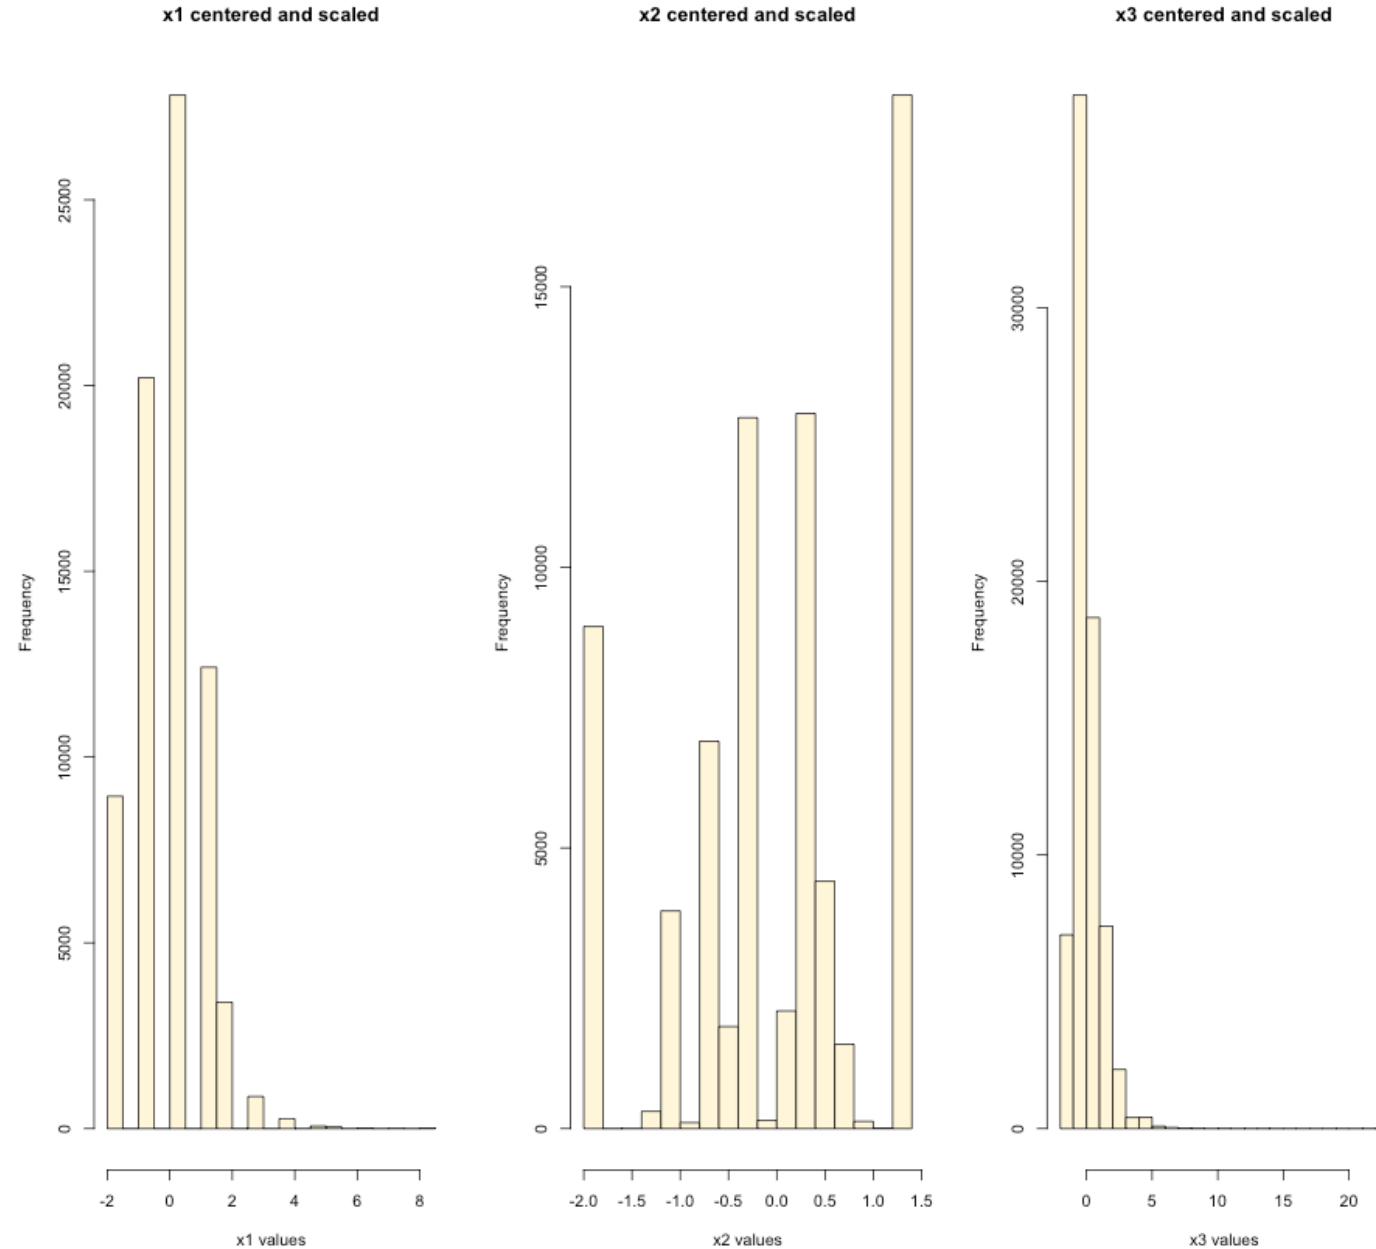 x1 centered and scaled
Frequency
25000
20000
15000
10000
5000
0
-2 0 2 4 6 8
x1 values
x2 centered and scaled
Frequency
15000
10000
5000
0
-2.0 -1.5 -1.0 -0.5 0.0 0.5 1.0 1.5
x2 values
x3 centered and scaled
Frequency
30000
20000
10000
0
0 5 10 15 20
x3 values